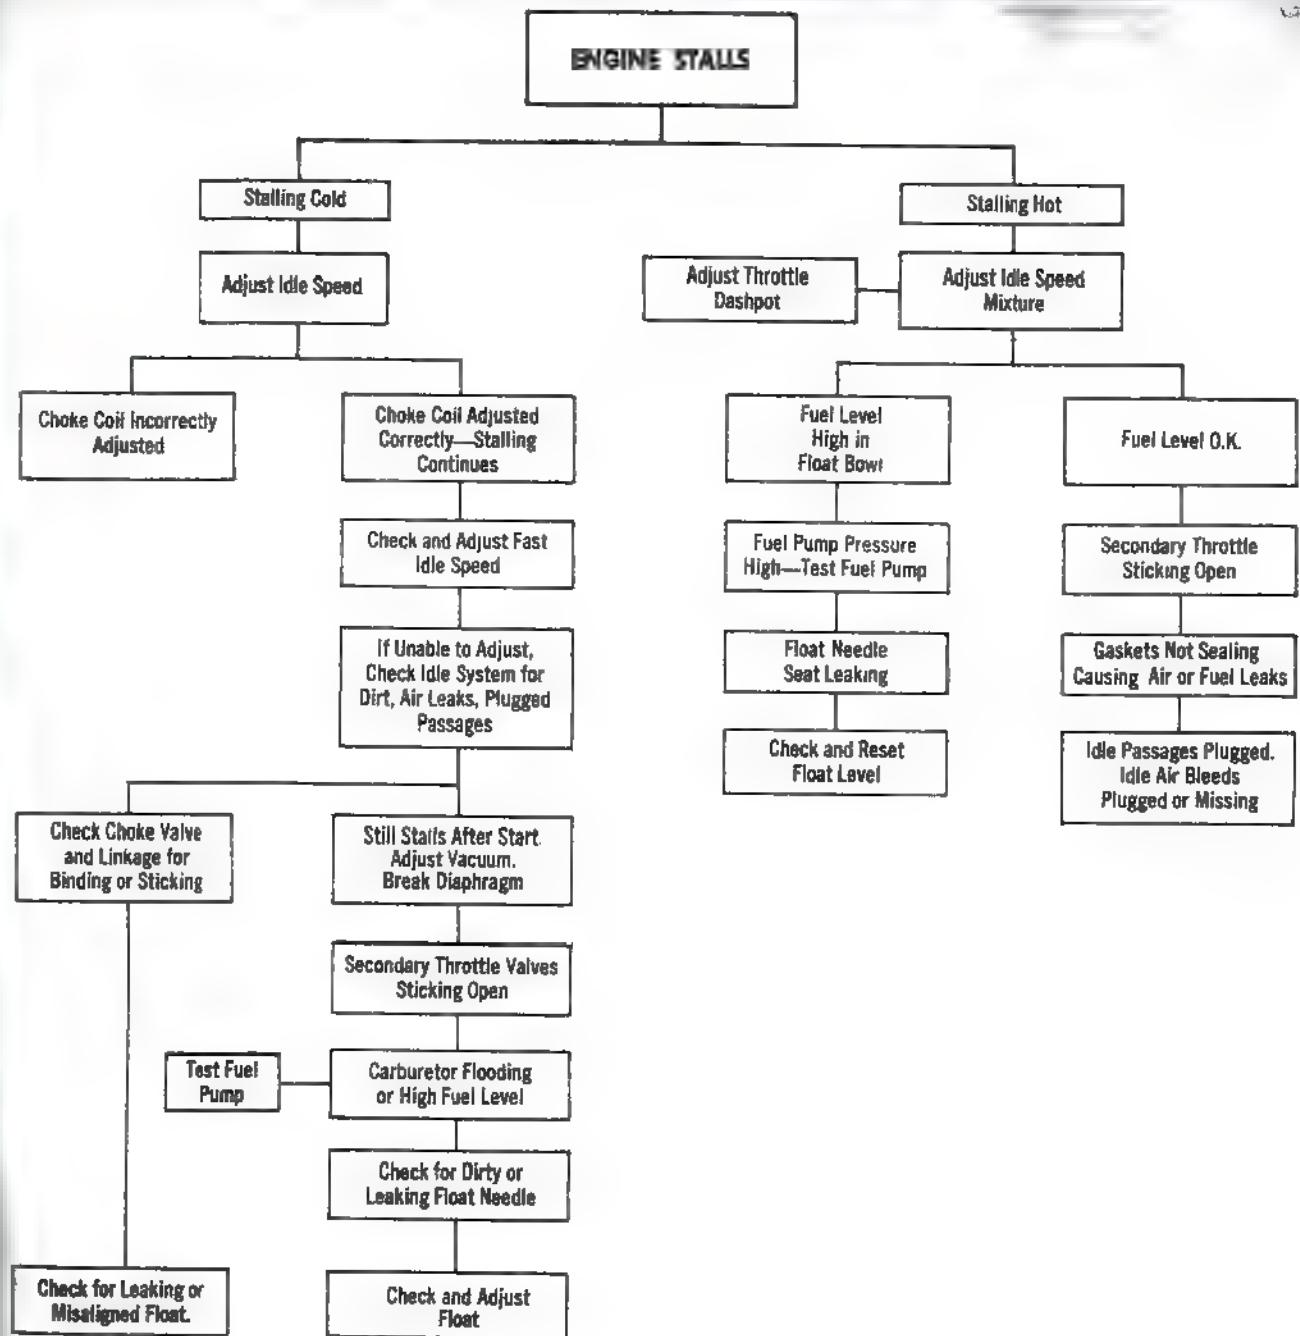 ENGINE STALLS
Stalling Cold
Stalling Hot
Adjust Idle Speed
Adjust Throttle
Dashpot
Adjust Idle Speed
Mixture
Choke Coil Incorrectly
Adjusted
Choke Coil Adjusted
Correctly—Stalling
Continues
Fuel Level
High in
Float Bowl
Fuel Level O.K.
Check and Adjust Fast
Idle Speed
Fuel Pump Pressure
High—Test Fuel Pump
Secondary Throttle
Sticking Open
If Unable to Adjust,
Check Idle System for
Dirt, Air Leaks, Plugged
Passages
Float Needle
Seat Leaking
Gaskets Not Sealing
Causing Air or Fuel Leaks
Check and Reset
Float Level
Idle Passages Plugged.
Idle Air Bleeds
Plugged or Missing
Check Choke Valve
and Linkage for
Binding or Sticking
Still Stalls After Start.
Adjust Vacuum.
Break Diaphragm
Secondary Throttle Valves
Sticking Open
Test Fuel
Pump
Carburetor Flooding
or High Fuel Level
Check for Dirty or
Leaking Float Needle
Check for Leaking or
Misaligned Float.
Check and Adjust
Float